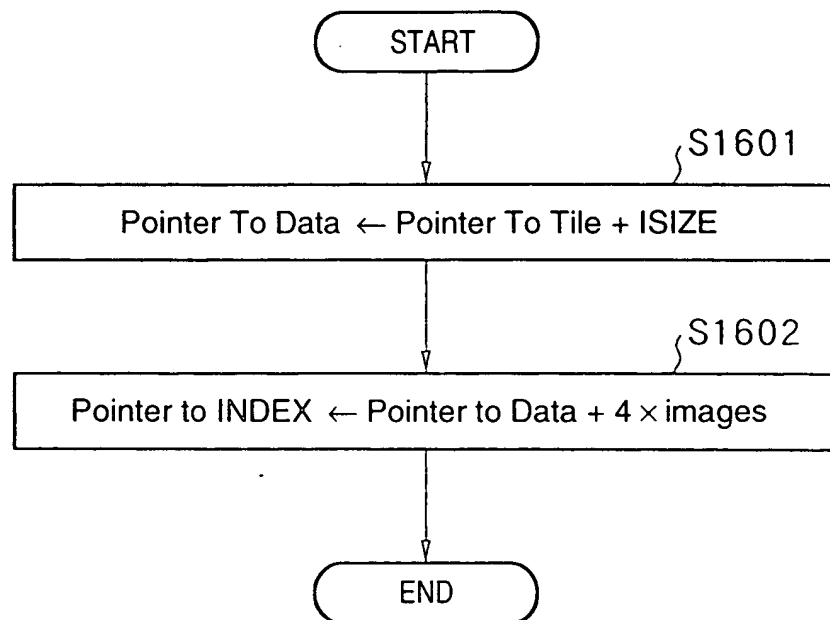 START
S1601
Pointer To Data ← Pointer To Tile + ISIZE
S1602
Pointer to INDEX ← Pointer to Data + 4 × images
END